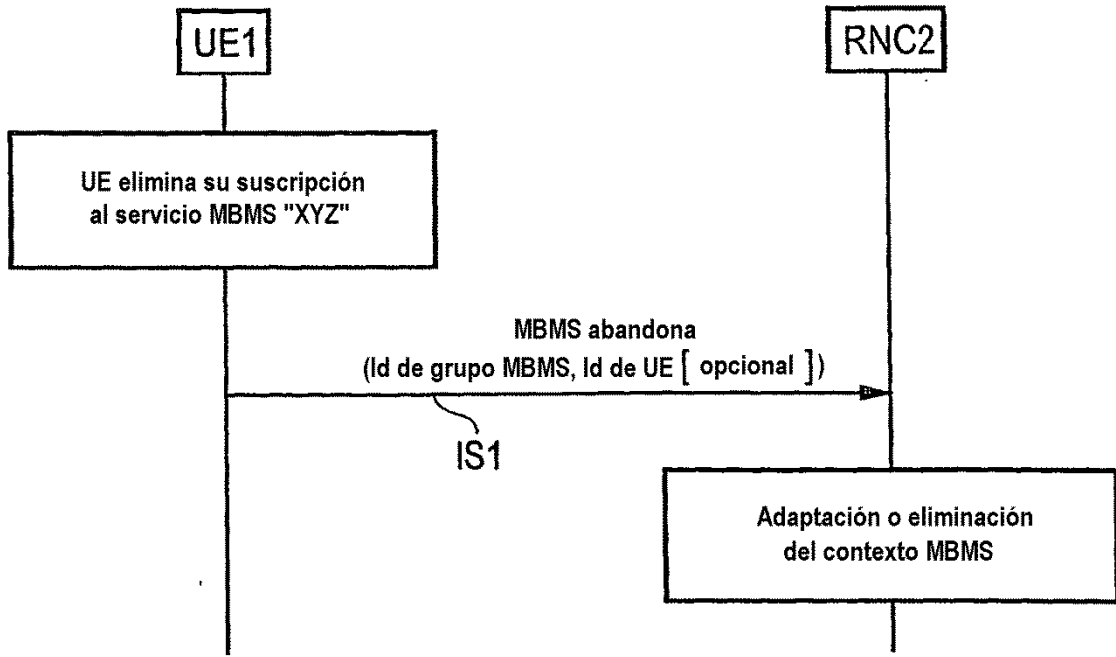 UE1
RNC2
UE elimina su suscripción
al servicio MBMS "XYZ"
MBMS abandona
(Id de grupo MBMS, Id de UE [ opcional ])
IS1
Adaptación o eliminación
del contexto MBMS